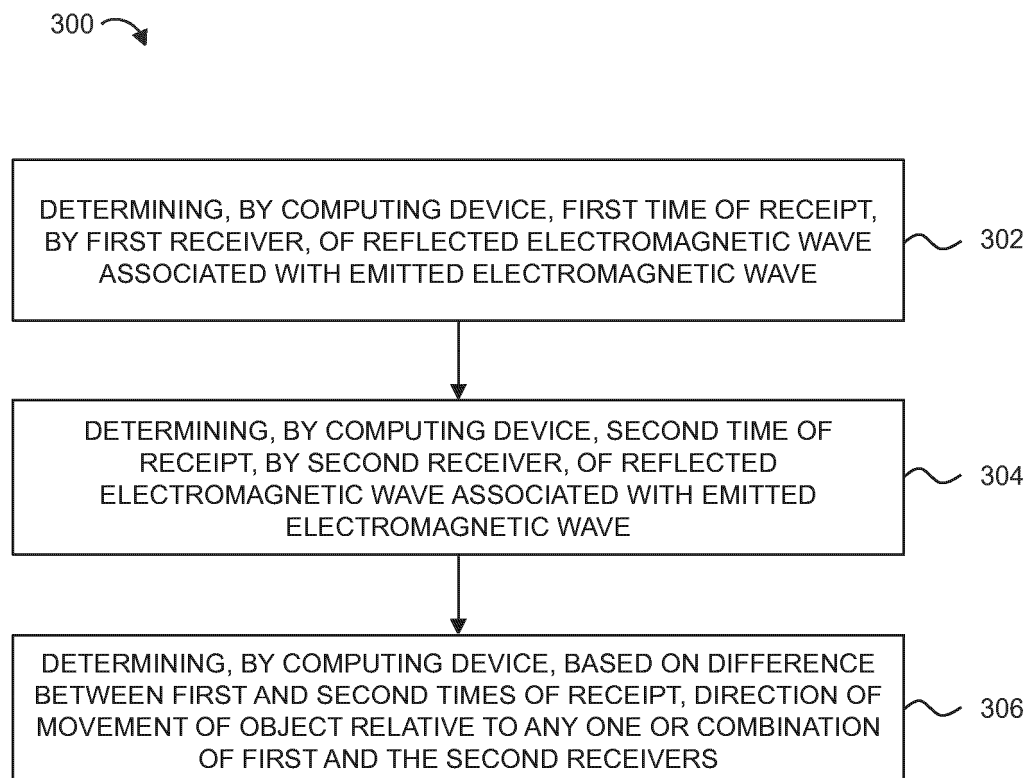 300
DETERMINING, BY COMPUTING DEVICE, FIRST TIME OF RECEIPT,
BY FIRST RECEIVER, OF REFLECTED ELECTROMAGNETIC WAVE
ASSOCIATED WITH EMITTED ELECTROMAGNETIC WAVE
302
DETERMINING, BY COMPUTING DEVICE, SECOND TIME OF
RECEIPT, BY SECOND RECEIVER, OF REFLECTED
ELECTROMAGNETIC WAVE ASSOCIATED WITH EMITTED
ELECTROMAGNETIC WAVE
304
DETERMINING, BY COMPUTING DEVICE, BASED ON DIFFERENCE
BETWEEN FIRST AND SECOND TIMES OF RECEIPT, DIRECTION OF
MOVEMENT OF OBJECT RELATIVE TO ANY ONE OR COMBINATION
OF FIRST AND THE SECOND RECEIVERS
306